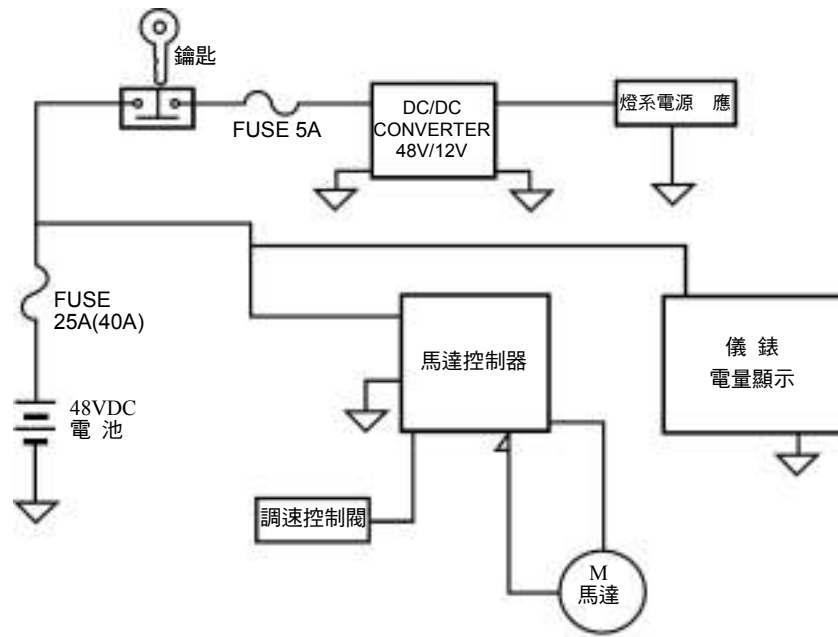 鑰匙
FUSE 5A
DC/DC
CONVERTER
48V/12V
燈系電源 應
FUSE
25A(40A)
馬達控制器
儀 錶
電量顯示
48VDC
電 池
調速控制閥
M
馬達